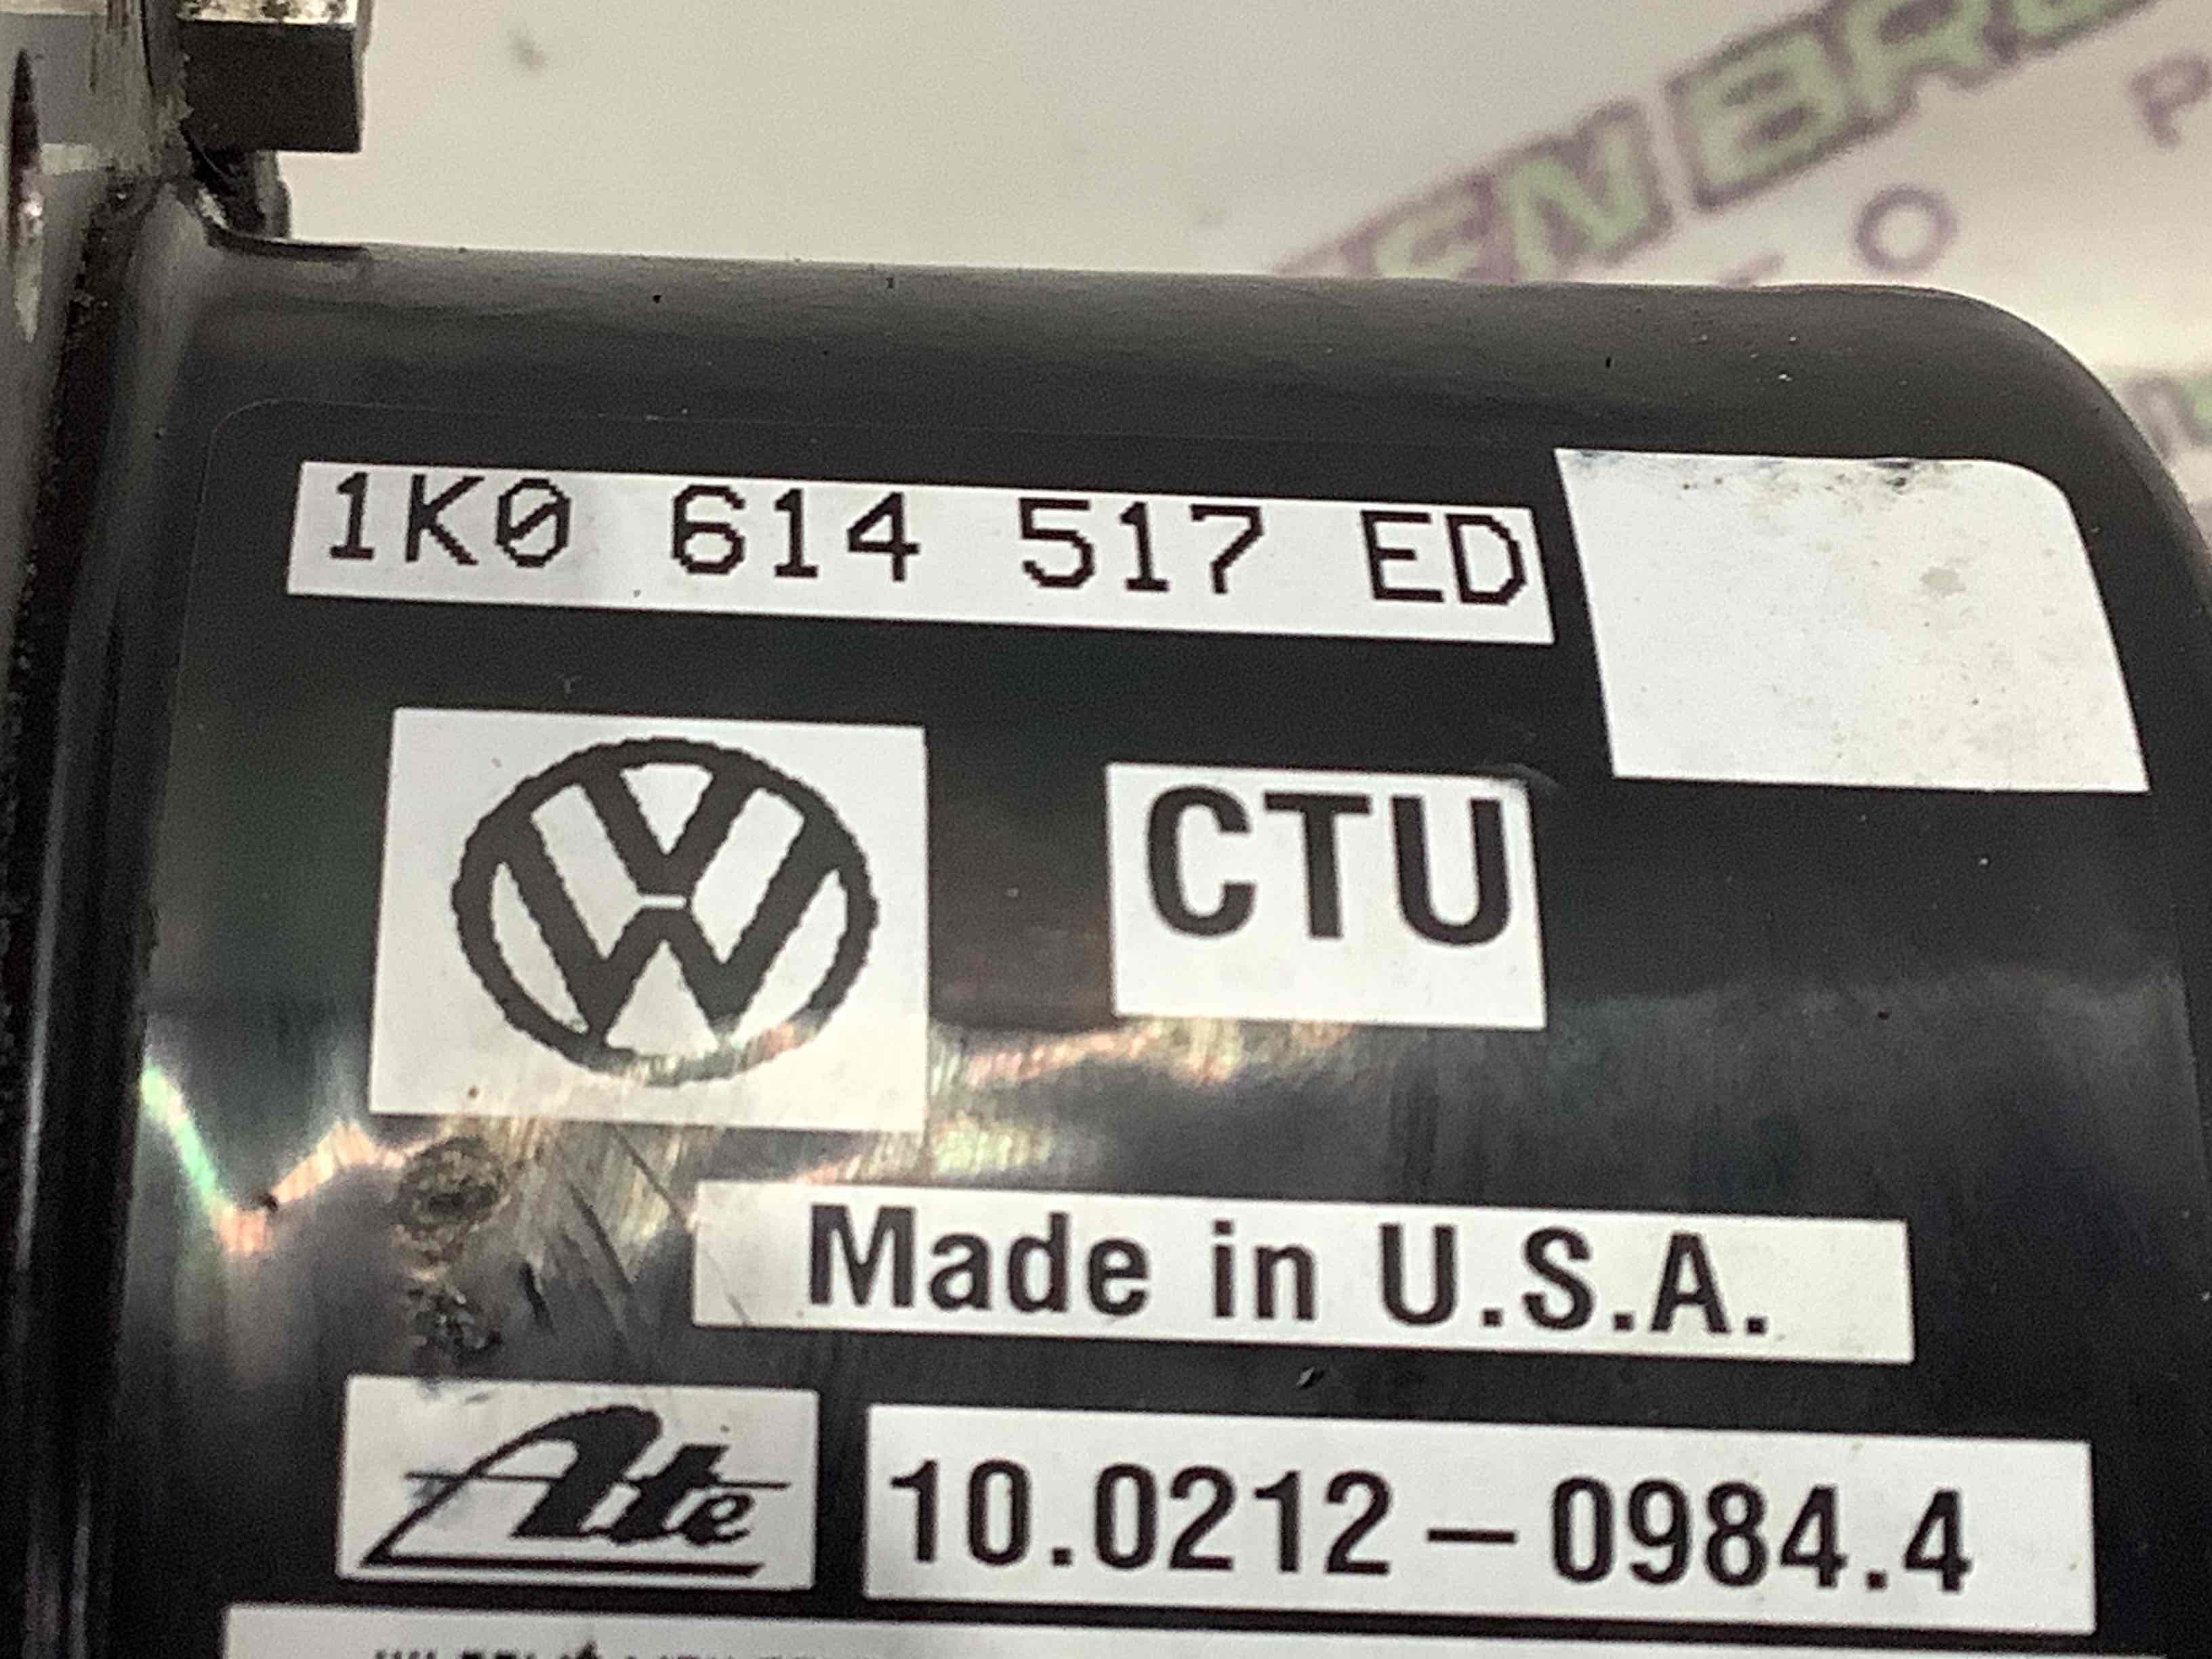 1K0 614 517 ED
CTU
Made in U.S.A.
Ate
10.0212-0984.4